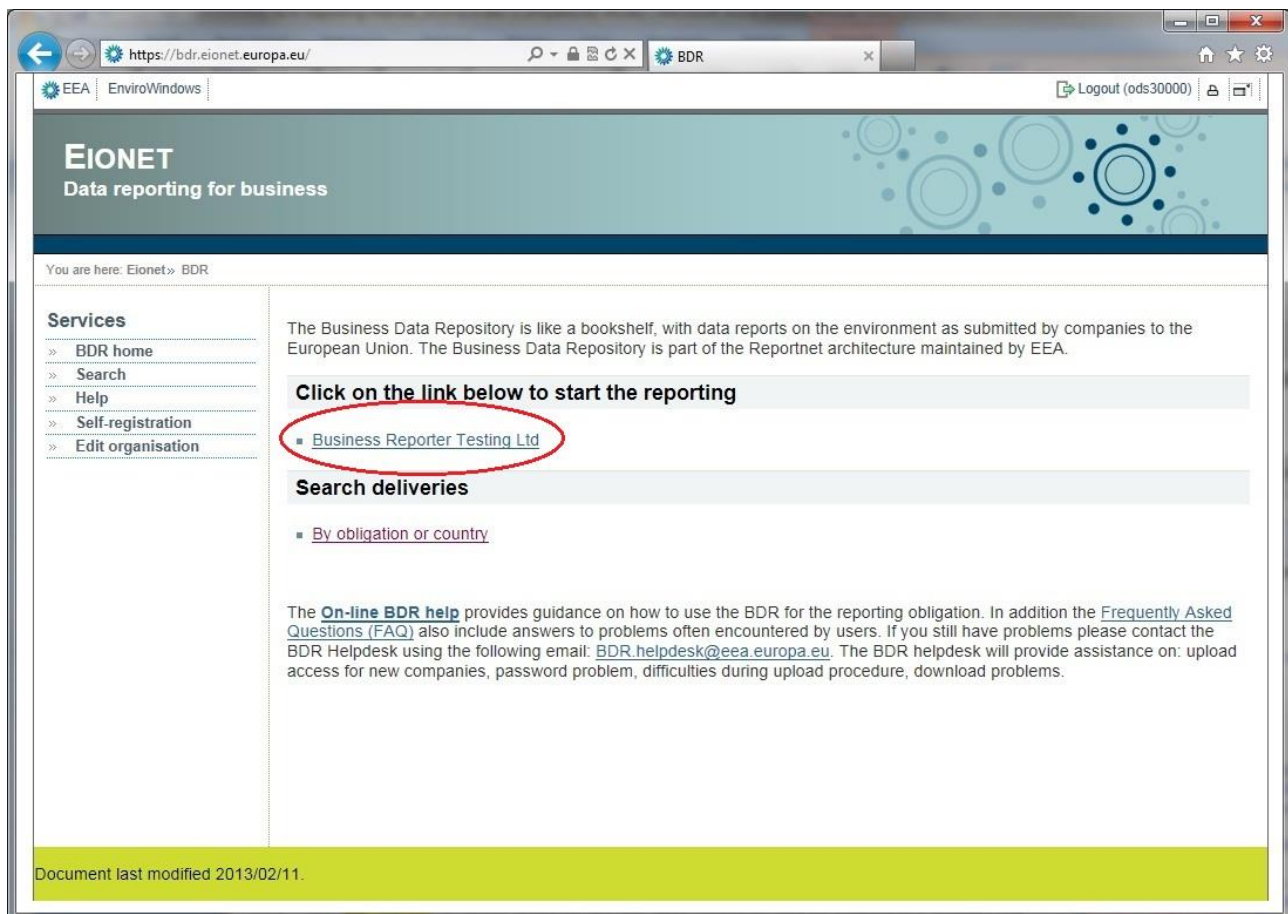 https://bdr.eionet.europa.eu/
BDR
EEA EnviroWindows
Logout (ods30000)
EIONET
Data reporting for business
You are here: Eionet» BDR
Services
» BDR home
» Search
» Help
» Self-registration
» Edit organisation
The Business Data Repository is like a bookshelf, with data reports on the environment as submitted by companies to the
European Union. The Business Data Repository is part of the Reportnet architecture maintained by EEA.
Click on the link below to start the reporting
Business Reporter Testing Ltd
Search deliveries
By obligation or country
The On-line BDR help provides guidance on how to use the BDR for the reporting obligation. In addition the Frequently Asked
Questions (FAQ) also include answers to problems often encountered by users. If you still have problems please contact the
BDR Helpdesk using the following email: BDR.helpdesk@eea.europa.eu. The BDR helpdesk will provide assistance on: upload
access for new companies, password problem, difficulties during upload procedure, download problems.
Document last modified 2013/02/11.